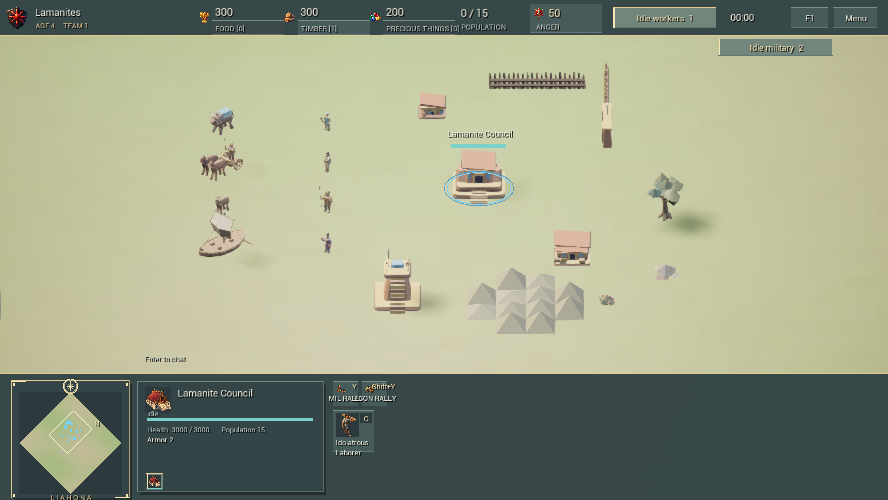 Lamanites
AGE 4 TEAM 1
300
FOOD [0]
300
TIMBER [1]
200
PRECIOUS THINGS [0]
0 / 15
POPULATION
50
ANGER
Idle workers 1
00:00
F1
Menu
Idle military 2
Lamanite Council
Enter to chat
Lamanite Council
Idle
Health 3000 / 3000 Population 15
Armor 2
Y
Shift+Y
RALLY
Q
Idolatrous
Laborer
N
LIAHONA